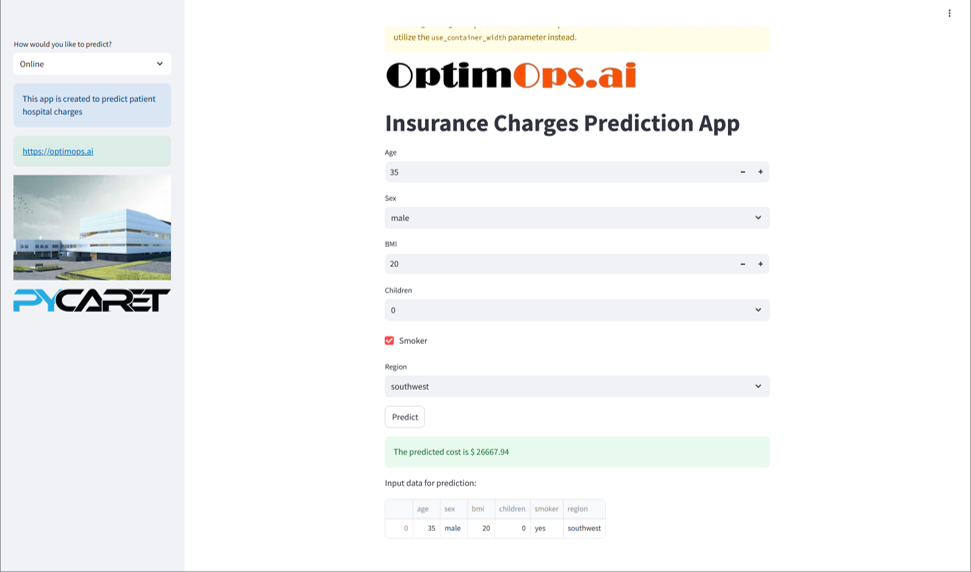 How would you like to predict?
Online
This app is created to predict patient
hospital charges
https://optimops.ai
PYCARET
utilize the use_container_width parameter instead.
OptimOps.ai
Insurance Charges Prediction App
Age
35
Sex
male
BMI
20
Children
0
Smoker
Region
southwest
Predict
The predicted cost is $ 26667.94
Input data for prediction:
age sex bmi children smoker region
0 35 male 20 0 yes southwest